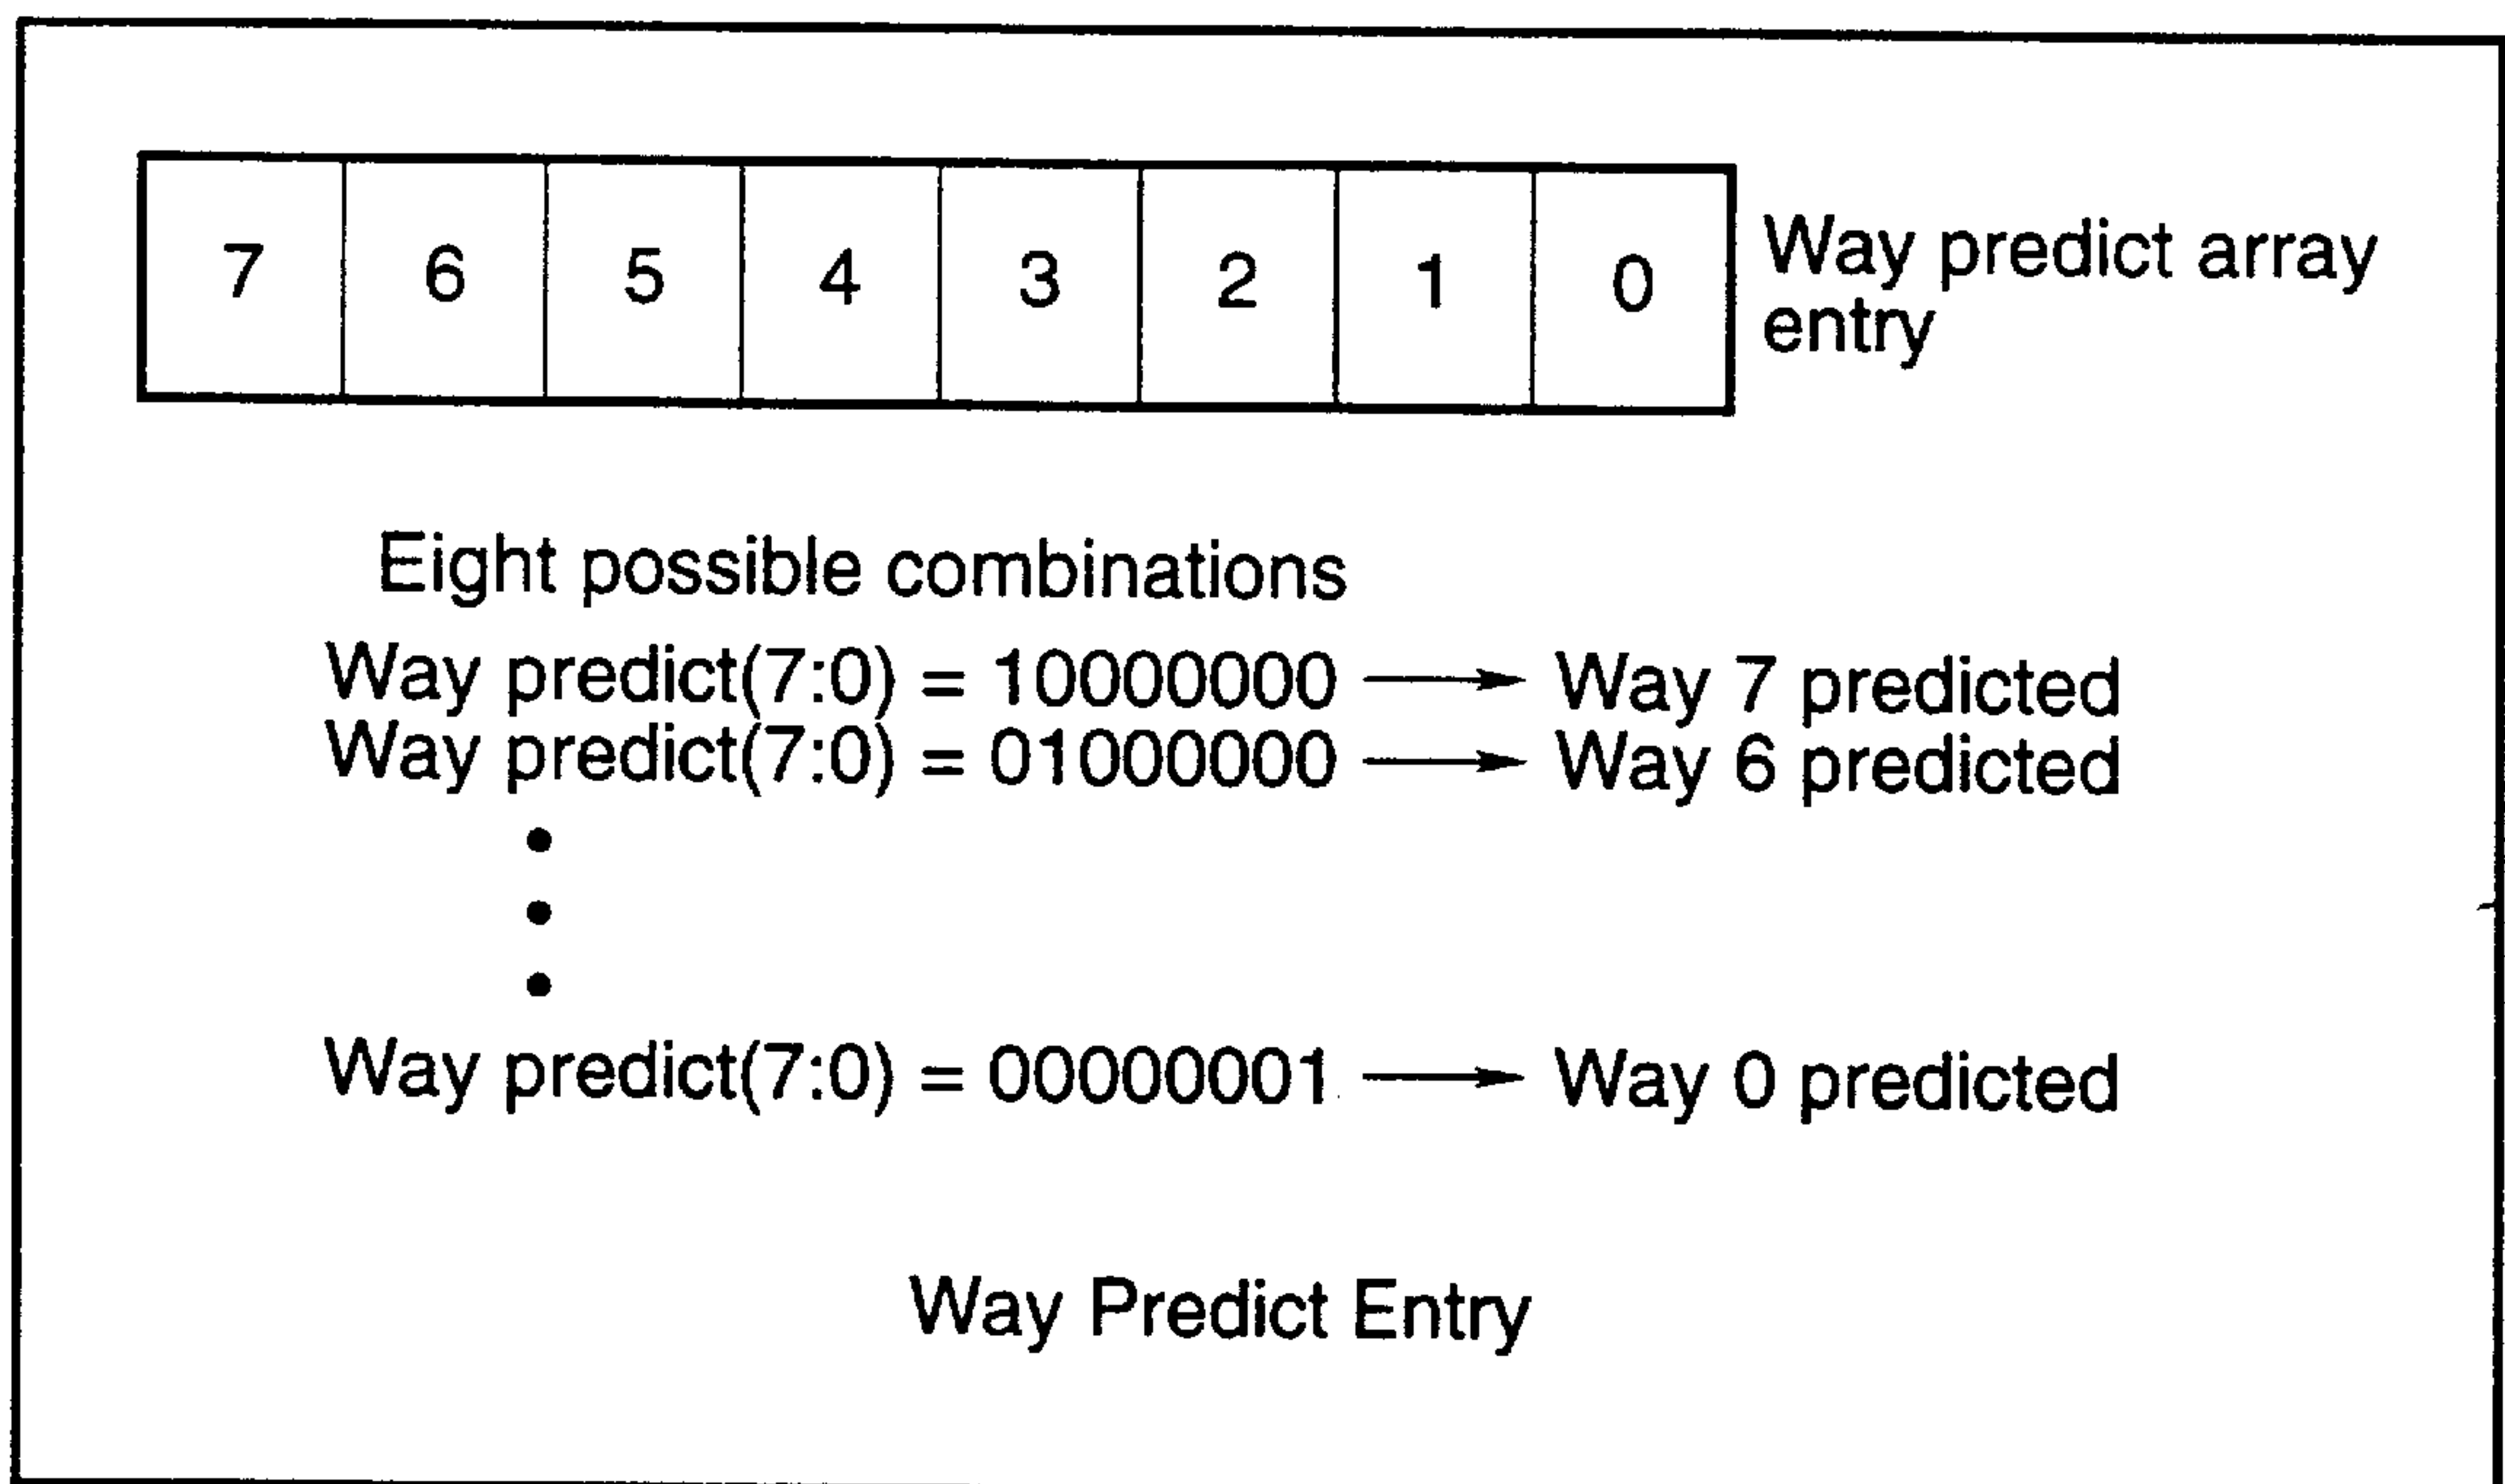 7 6 5 4 3 2 1 0
Way predict array
entry
Eight possible combinations
Way predict(7:0) = 10000000 → Way 7 predicted
Way predict(7:0) = 01000000 → Way 6 predicted
•
•
•
Way predict(7:0) = 00000001 → Way 0 predicted
Way Predict Entry